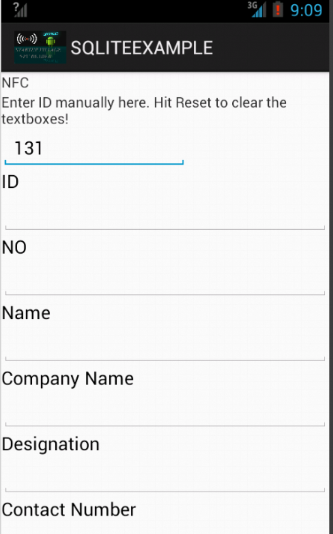 3G 9:09
SQLITEEXAMPLE
NFC
Enter ID manually here. Hit Reset to clear the
textboxes!
131
ID
NO
Name
Company Name
Designation
Contact Number